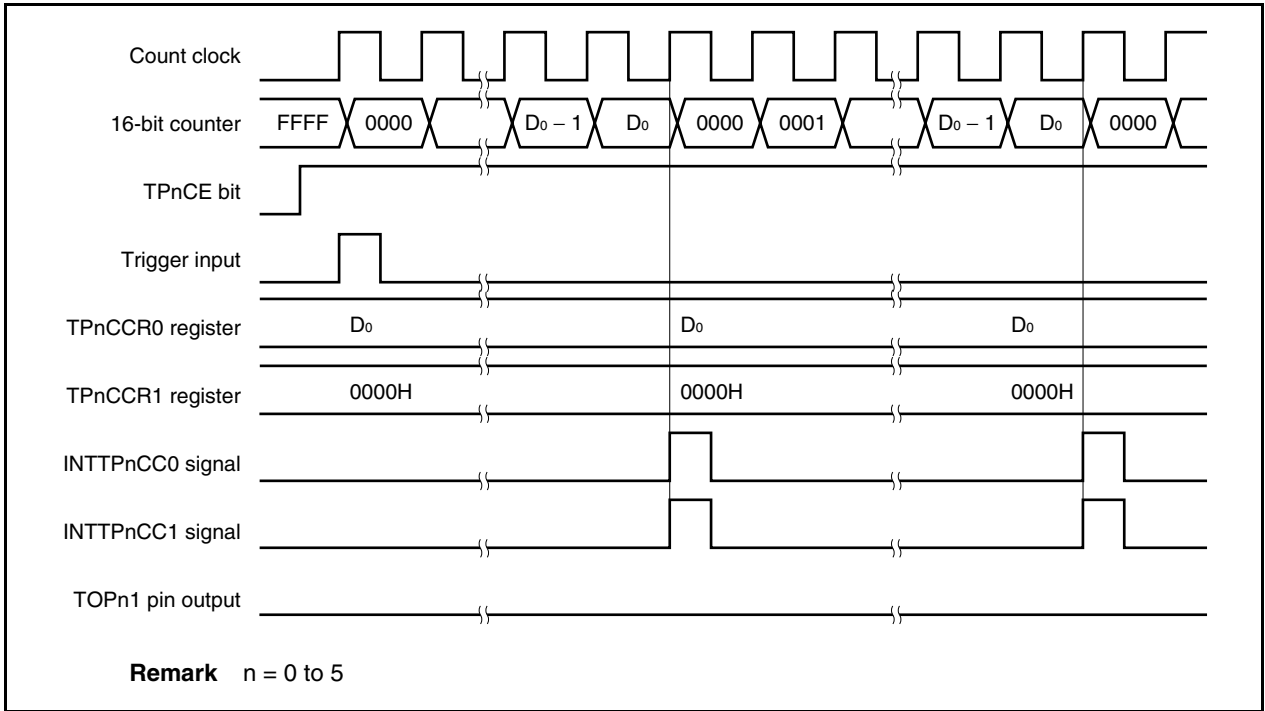 Count clock
16-bit counter FFFF 0000 D0 – 1 D0 0000 0001 D0 – 1 D0 0000
TPnCE bit
Trigger input
TPnCCR0 register D0 D0 D0
TPnCCR1 register 0000H 0000H 0000H
INTTPnCC0 signal
INTTPnCC1 signal
TOPn1 pin output
Remark n = 0 to 5